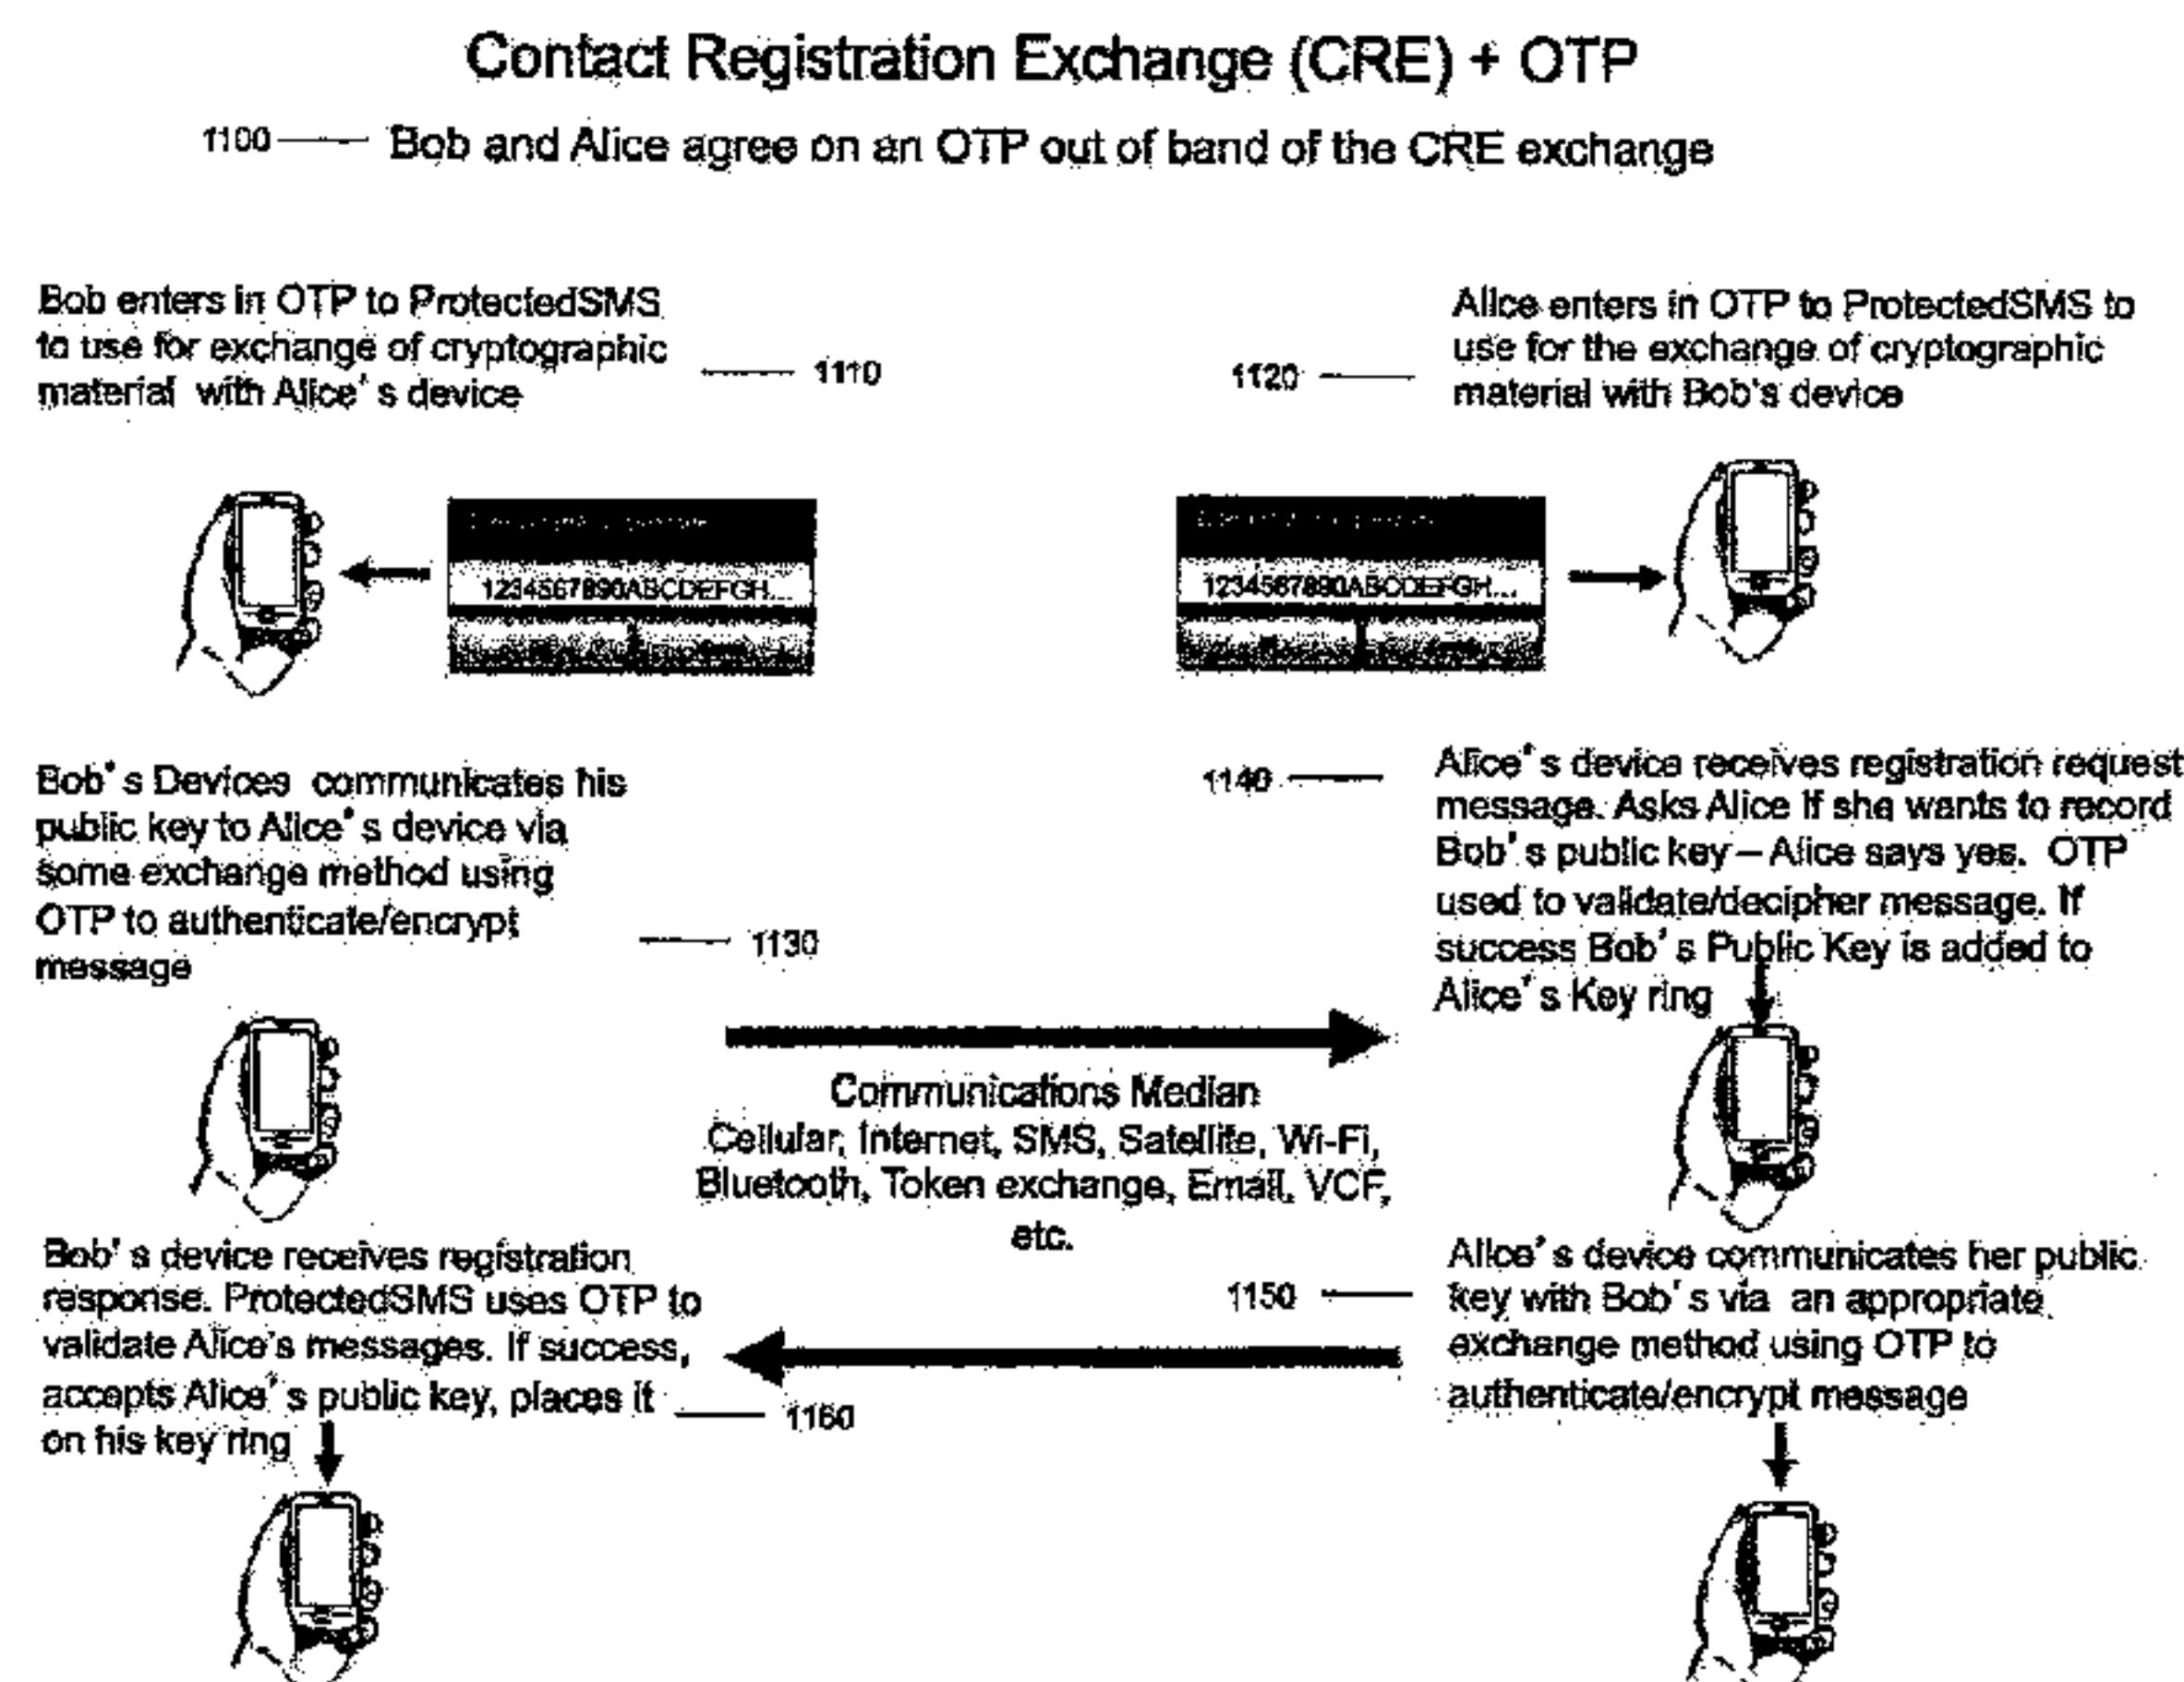 Contact Registration Exchange (CRE) + OTP
1100
Bob and Alice agree on an OTP out of band of the CRE exchange
Bob enters in OTP to ProtectedSMS
to use for exchange of cryptographic
material with Alice's device
1110
1120
Alice enters in OTP to ProtectedSMS to
use for the exchange of cryptographic
material with Bob's device
1234567890ABCDEFGH...
1234567890ABCDEFGH...
Bob's Devices communicates his
public key to Alice's device via
some exchange method using
OTP to authenticate/encrypt
message
1130
1140
Alice's device receives registration request
message. Asks Alice if she wants to record
Bob's public key – Alice says yes. OTP
used to validate/decipher message. If
success Bob's Public Key is added to
Alice's Key ring
Communications Median
Cellular, Internet, SMS, Satellite, Wi-Fi,
Bluetooth, Token exchange, Email, VCF,
etc.
Bob's device receives registration
response. ProtectedSMS uses OTP to
validate Alice's messages. If success,
accepts Alice's public key, places it
on his key ring
1160
1150
Alice's device communicates her public
key with Bob's via an appropriate
exchange method using OTP to
authenticate/encrypt message